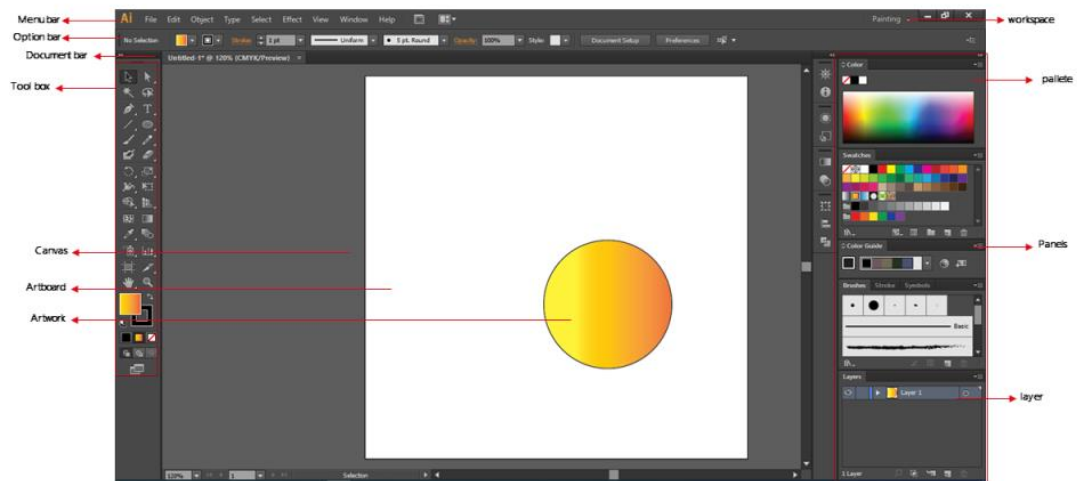 Menu bar
Option bar
Document bar
Tool box
Canvas
Artboard
Artwork
Ai File Edit Object Type Select Effect View Window Help
Painting
No Selection Stroke: 1 pt Uniform 5 pt. Round Opacity: 100% Style: Document Setup Preferences
Untitled-1* @ 120% (CMYK/Preview) ×
Color
Swatches
Color Guide
Brushes Stroke Symbols
Basic
Layers
Layer 1
1 Layer
120% 1 Selection
workspace
pallete
Panels
layer